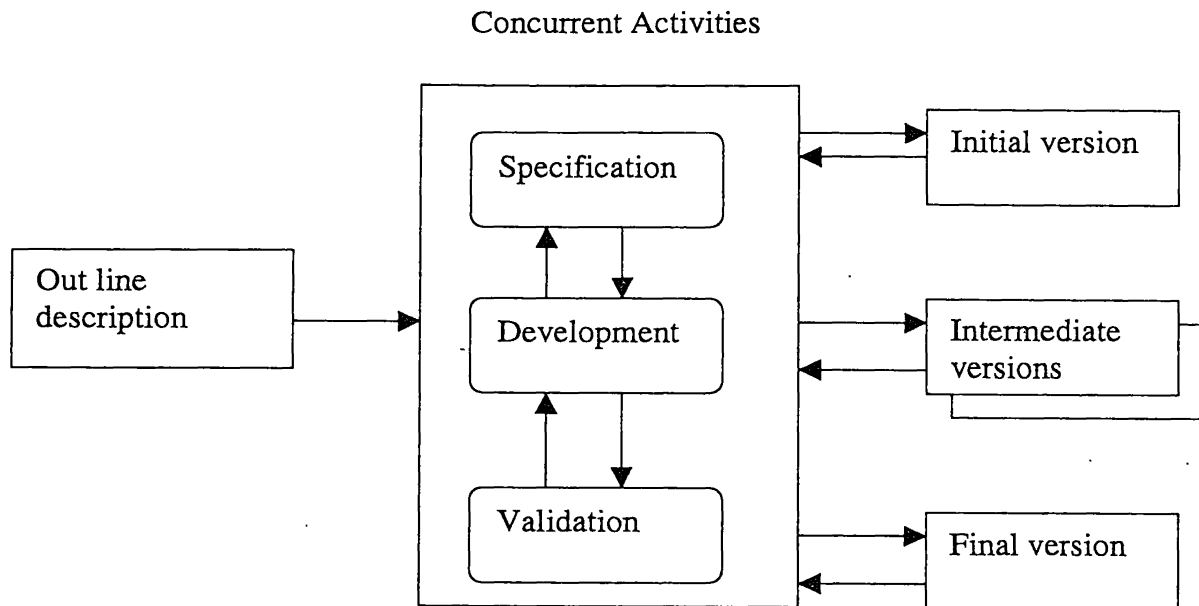 Concurrent Activities
Specification
Initial version
Out line
description
Development
Intermediate
versions
Validation
Final version